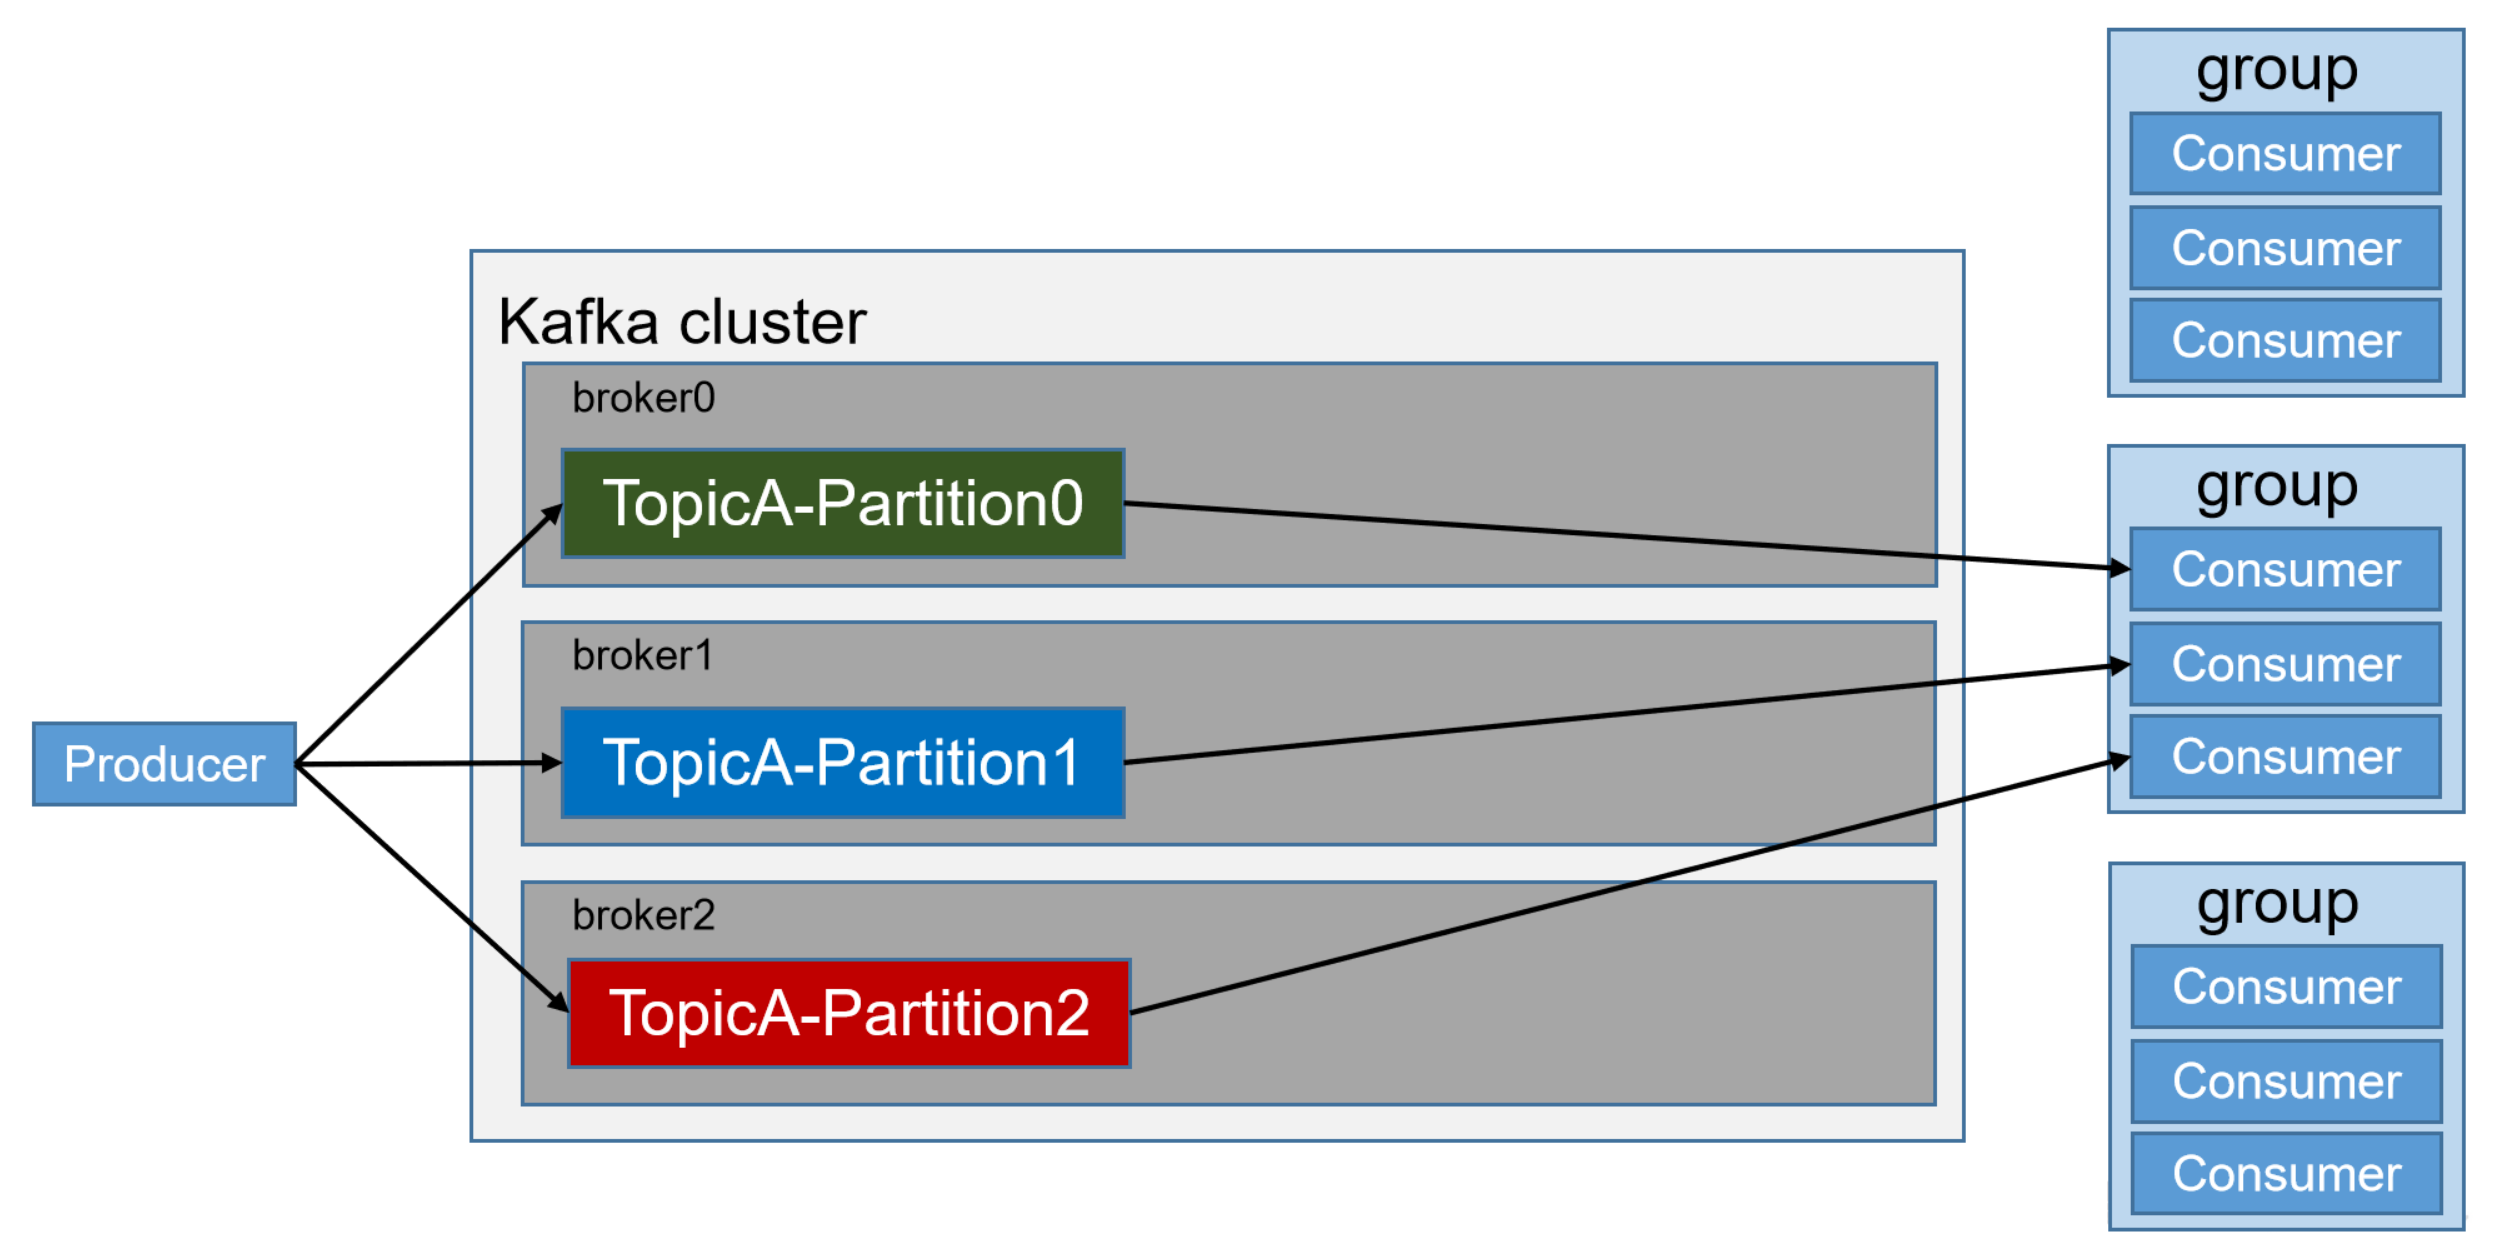 group
Consumer
Consumer
Consumer
Kafka cluster
broker0
TopicA-Partition0
group
Consumer
Consumer
Consumer
broker1
TopicA-Partition1
Producer
broker2
TopicA-Partition2
group
Consumer
Consumer
Consumer